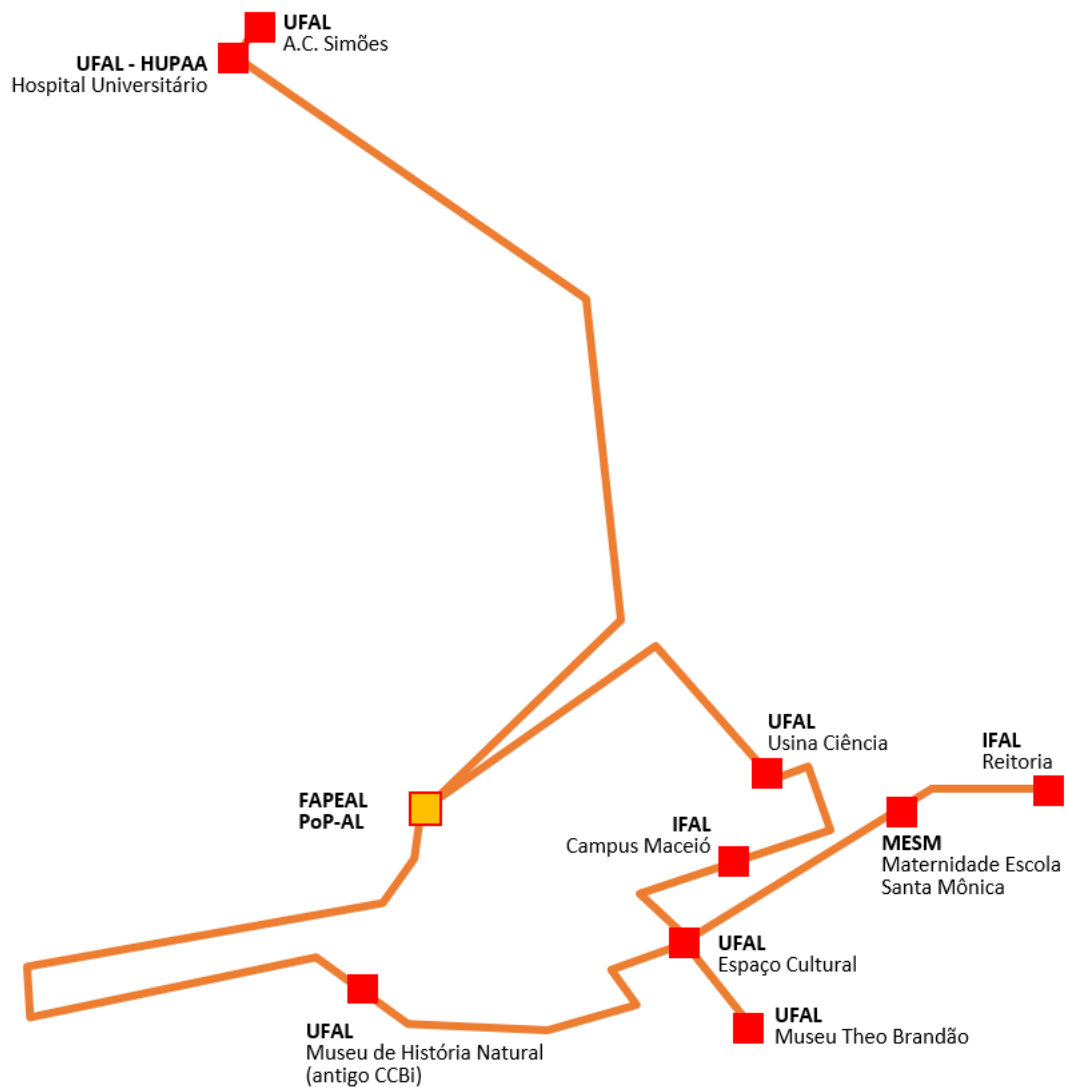 UFAL
A.C. Simões
UFAL - HUPAA
Hospital Universitário
UFAL
Usina Ciência
IFAL
Reitoria
FAPEAL
PoP-AL
IFAL
Campus Maceió
MESM
Maternidade Escola
Santa Mônica
UFAL
Espaço Cultural
UFAL
Museu Theo Brandão
UFAL
Museu de História Natural
(antigo CCBi)